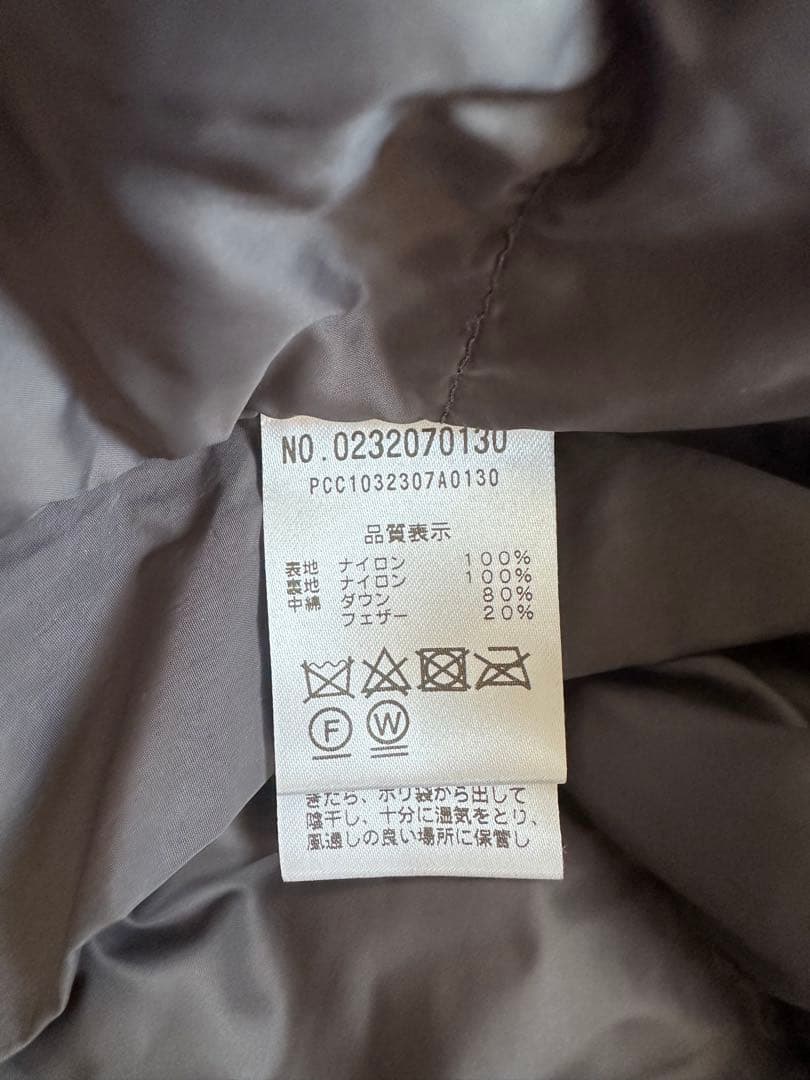 NO.0232070130
PCC1032307A0130
品質表示
表地 ナイロン 100%
裏地 ナイロン 100%
中綿 ダウン 80%
フェザー 20%
F W
きたら、ポリ袋から出して
陰干し、十分に湿気をとり、
風通しの良い場所に保管し